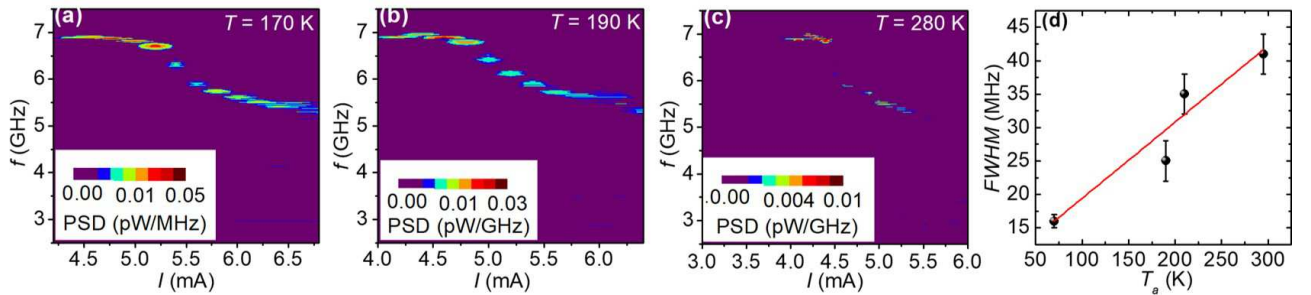 (a)
T = 170 K
7
6
5
4
3
f (GHz)
0.00 0.01 0.05
PSD (pW/MHz)
4.5 5.0 5.5 6.0 6.5
I (mA)
(b)
T = 190 K
7
6
5
4
3
f (GHz)
0.00 0.01 0.03
PSD (pW/GHz)
4.0 4.5 5.0 5.5 6.0 6.5
I (mA)
(c)
T = 280 K
7
6
5
4
3
f (GHz)
0.00 0.004 0.01
PSD (pW/GHz)
3.0 3.5 4.0 4.5 5.0 5.5 6.0
I (mA)
(d)
45
40
35
30
25
20
15
FWHM (MHz)
50 100 150 200 250 300
Ta (K)